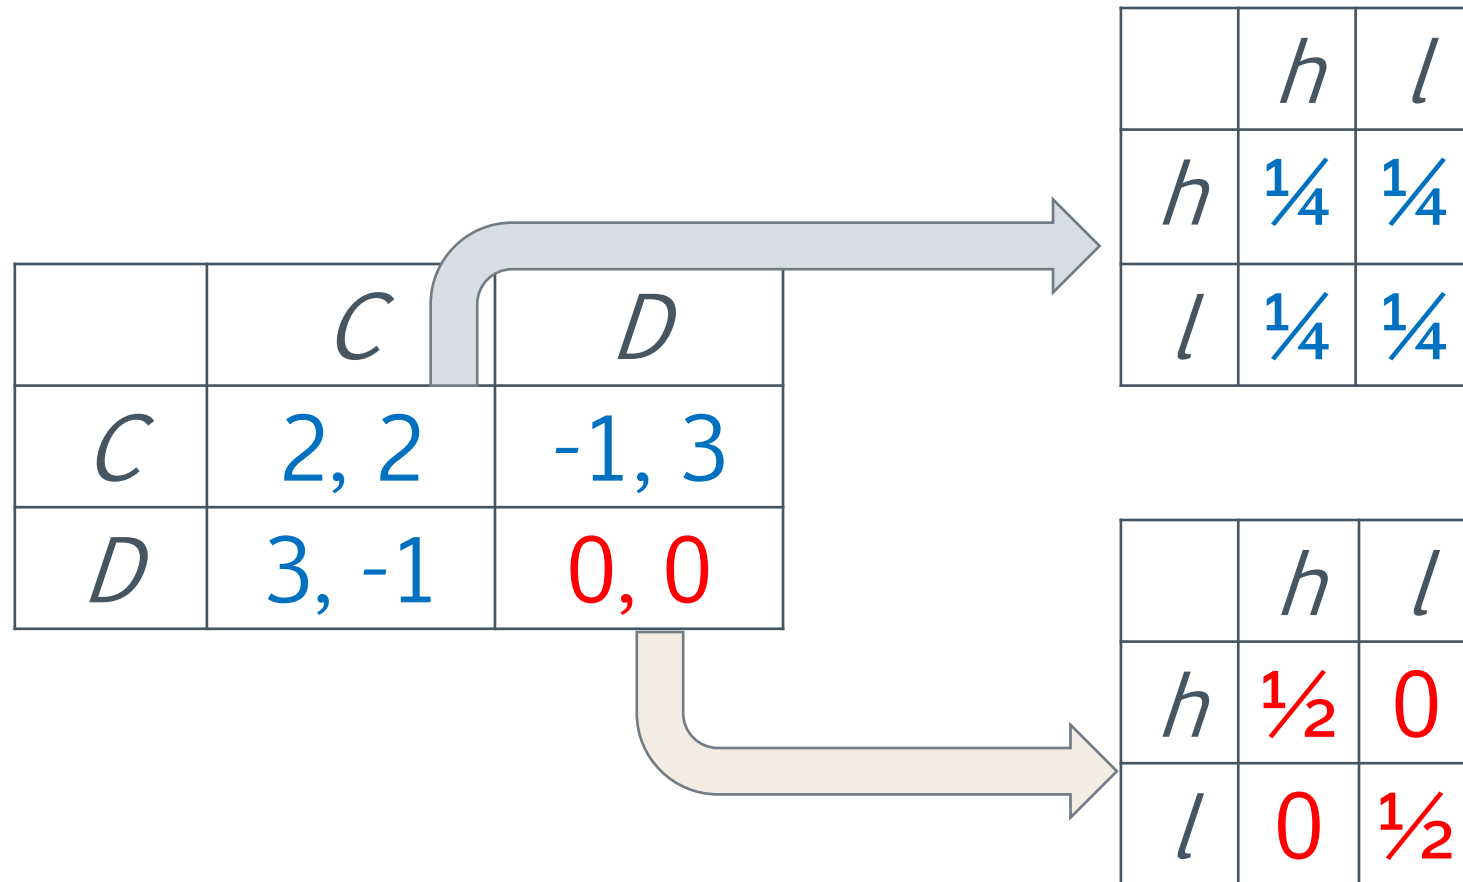 C D
C 2, 2 -1, 3
D 3, -1 0, 0
h l
h ¼ ¼
l ¼ ¼
h l
h ½ 0
l 0 ½